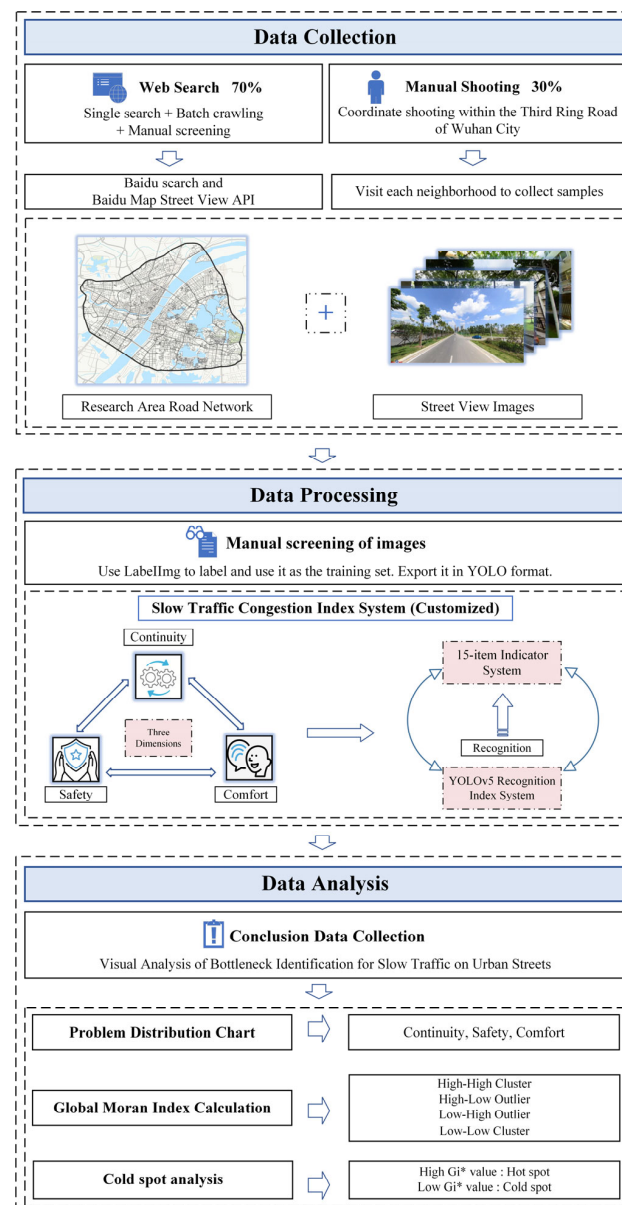 Data Collection
Web Search 70%
Single search + Batch crawling
+ Manual screening
Manual Shooting 30%
Coordinate shooting within the Third Ring Road
of Wuhan City
Baidu scarch and
Baidu Map Street View API
Visit each neighborhood to collect samples
+
Research Area Road Network
Street View Images
Data Processing
Manual screening of images
Use LabeIImg to label and use it as the training set. Export it in YOLO format.
Slow Traffic Congestion Index System (Customized)
Continuity
Three
Dimensions
Safety
Comfort
15-item Indicator
System
Recognition
YOLOv5 Recognition
Index System
Data Analysis
Conclusion Data Collection
Visual Analysis of Bottleneck Identification for Slow Traffic on Urban Streets
Problem Distribution Chart
Continuity, Safety, Comfort
Global Moran Index Calculation
High-High Cluster
High-Low Outlier
Low-High Outlier
Low-Low Cluster
Cold spot analysis
High Gi* value : Hot spot
Low Gi* value : Cold spot